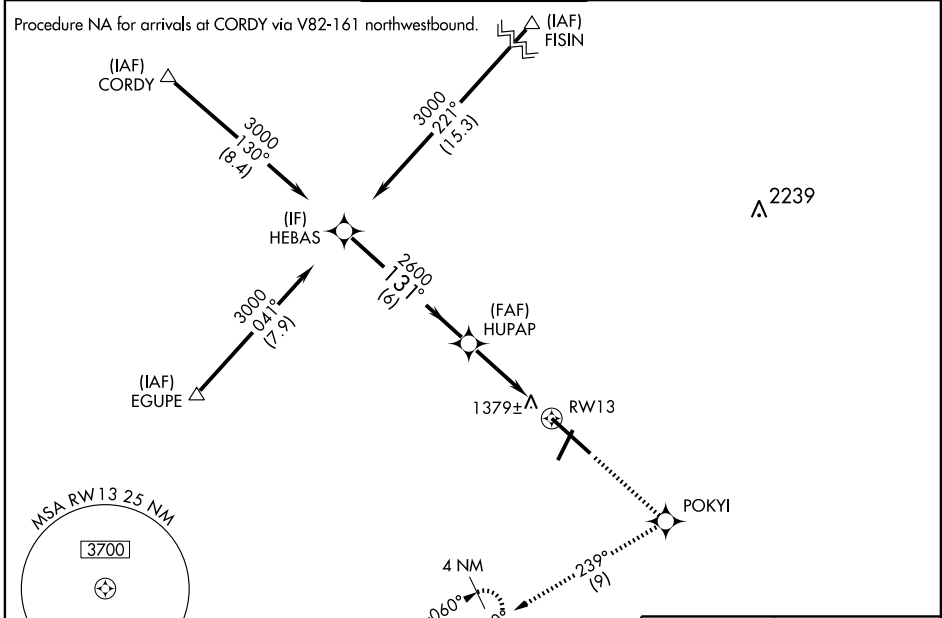 Procedure NA for arrivals at CORDY via V82-161 northwestbound.
(IAF)
FISIN
(IAF)
CORDY
3000
221°
(15.3)
3000
130°
(8.4)
2239
(IF)
HEBAS
2600
131°
(6)
3000
041°
(7.9)
(FAF)
HUPAP
(IAF)
EGUPE
1379±
RW13
MSA RW13 25 NM
3700
POKYI
4 NM
239°
(9)
060°